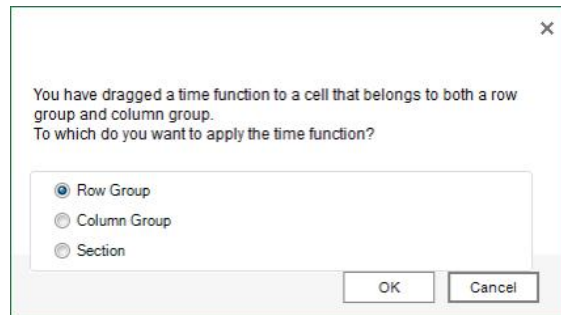 You have dragged a time function to a cell that belongs to both a row
group and column group.
To which do you want to apply the time function?
Row Group
Column Group
Section
OK Cancel